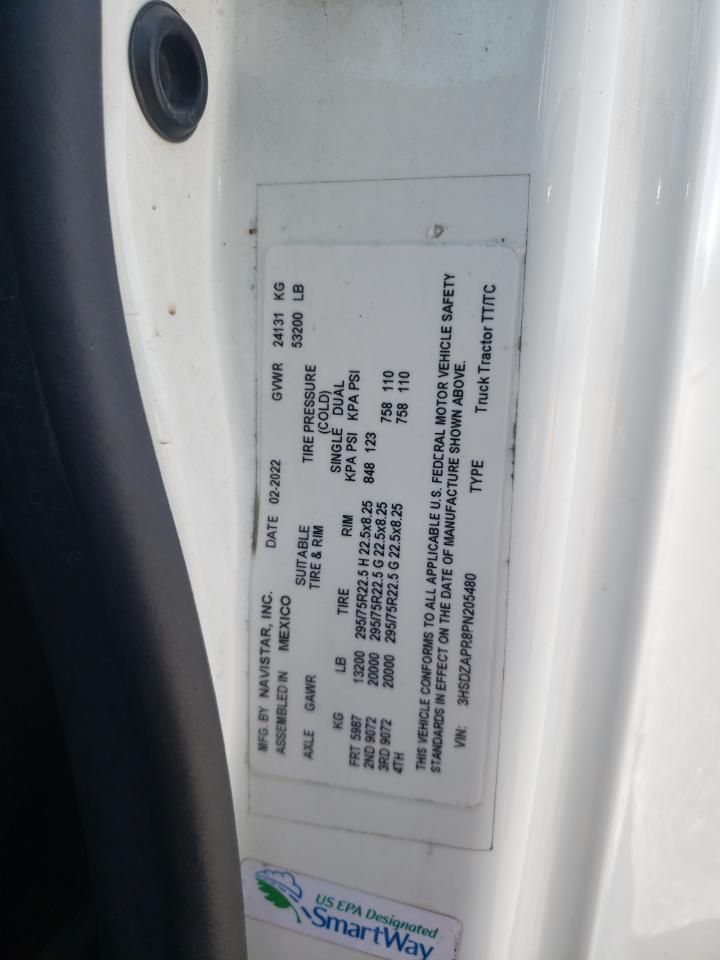 MFG. BY NAVISTAR, INC. DATE 02-2022 GVWR 24131 KG
ASSEMBLED IN MEXICO 53200 LB
AXLE GAWR SUITABLE TIRE PRESSURE
TIRE & RIM (COLD)
SINGLE DUAL
KG LB TIRE RIM KPA PSI KPA PSI
FRT 5987 13200 295/75R22.5 H 22.5x8.25 848 123
2ND 9072 20000 295/75R22.5 G 22.5x8.25 758 110
3RD 9072 20000 295/75R22.5 G 22.5x8.25 758 110
4TH
THIS VEHICLE CONFORMS TO ALL APPLICABLE U.S. FEDERAL MOTOR VEHICLE SAFETY
STANDARDS IN EFFECT ON THE DATE OF MANUFACTURE SHOWN ABOVE.
VIN: 3HSDZAPR8PN205480 TYPE Truck Tractor TT/TC
US EPA Designated
SmartWay